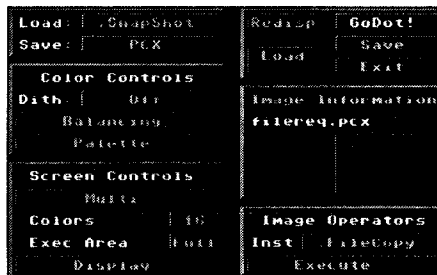 Load: .SnapShot
Save: PCX
Color Controls
Dith: Off
Balancing
Palette
Screen Controls
Multi
Colors 16
Exec Area Full
Display
Redisp GoDot!
Load Save
Exit
Image Information
filereq.pcx
Image Operators
Inst .FileCopy
Execute